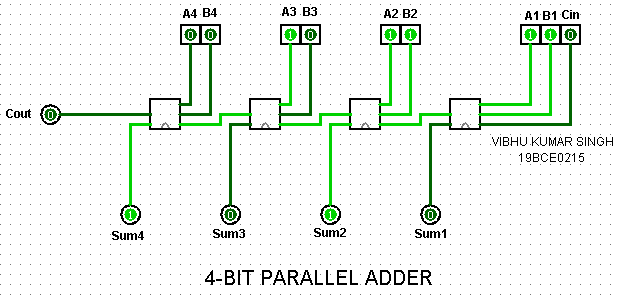 A4 B4 A3 B3 A2 B2 A1 B1 Cin
0 0 1 0 1 1 1 1 0
Cout 0
VIBHU KUMAR SINGH
19BCE0215
1 0 1 0
Sum4 Sum3 Sum2 Sum1
4-BIT PARALLEL ADDER